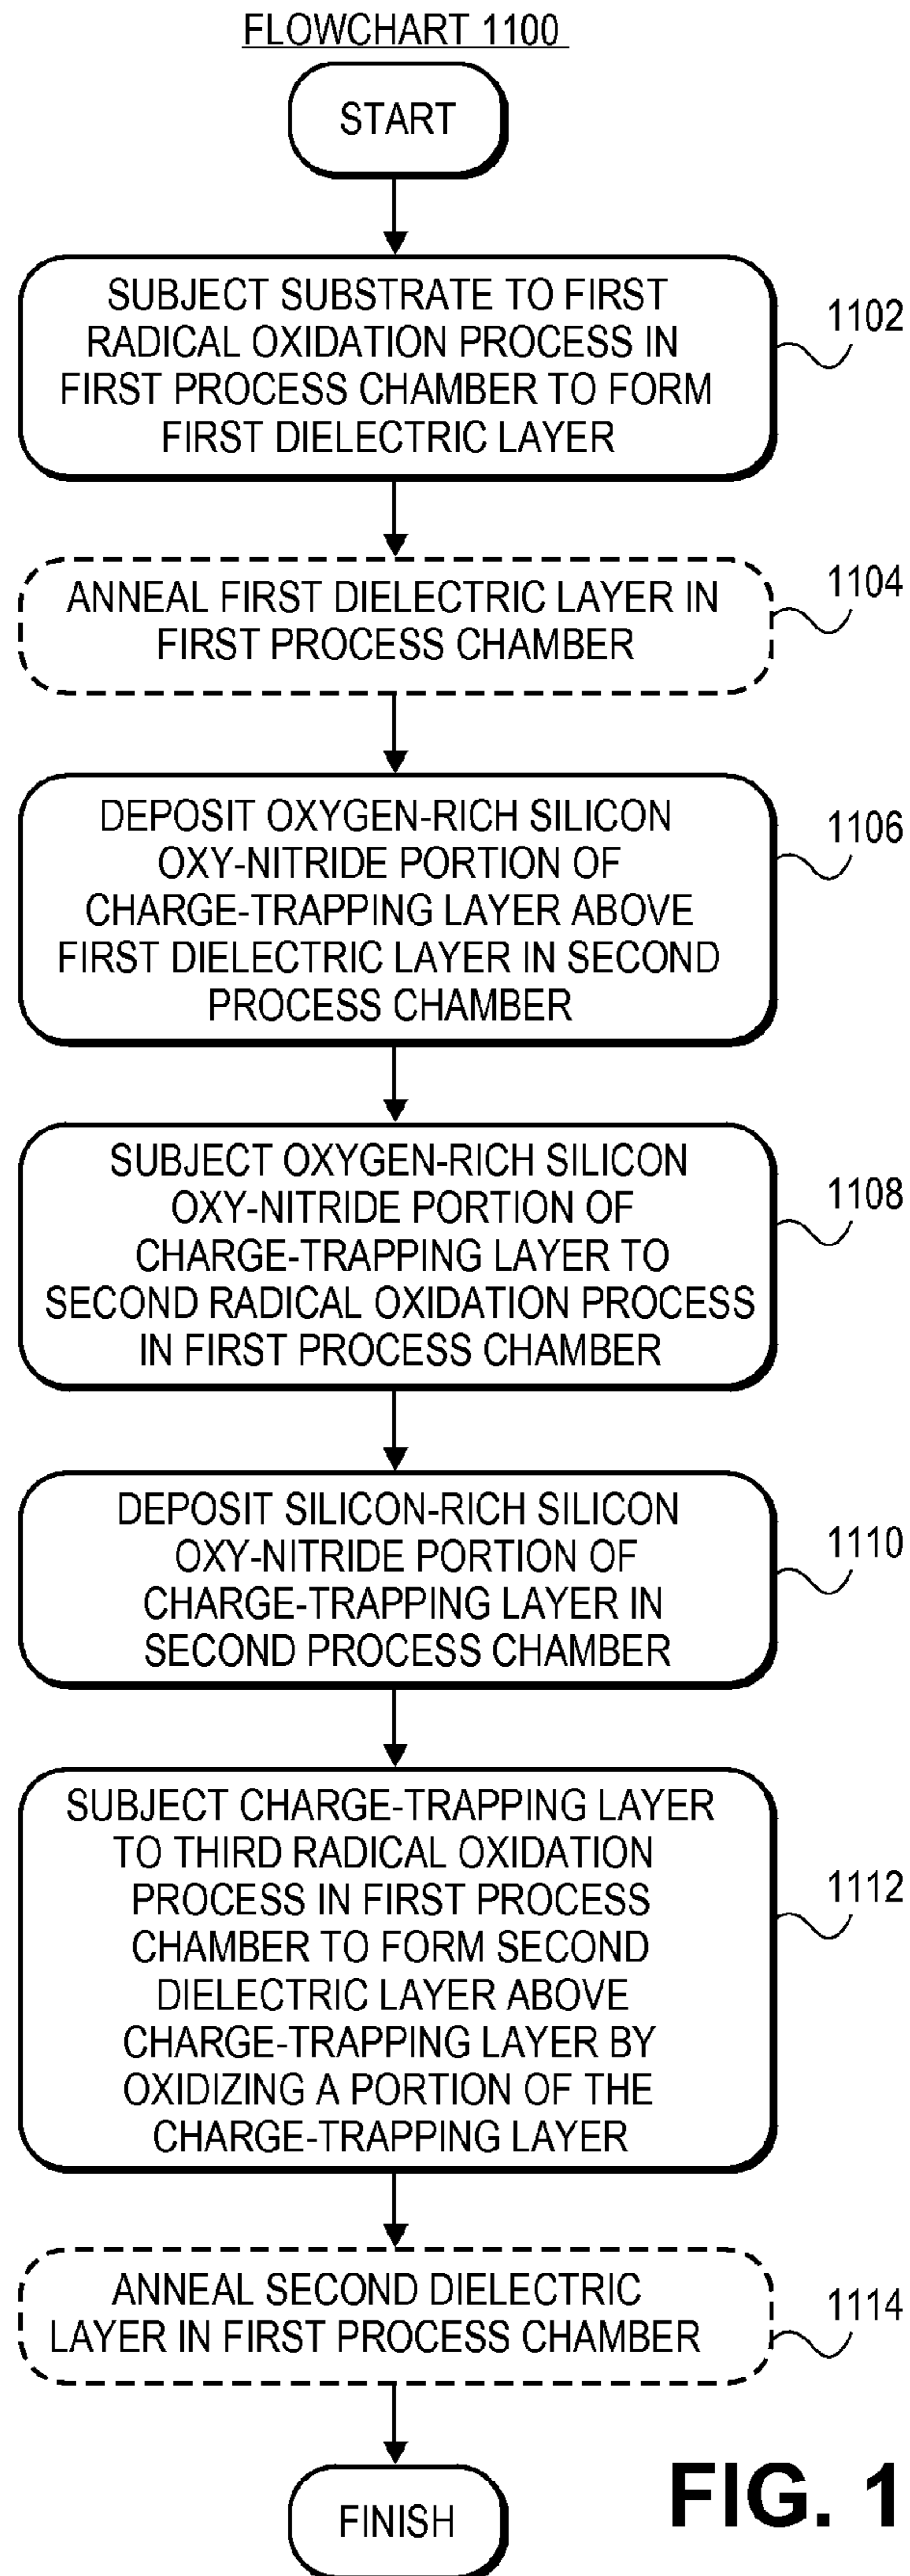 FLOWCHART 1100
START
SUBJECT SUBSTRATE TO FIRST
RADICAL OXIDATION PROCESS IN
FIRST PROCESS CHAMBER TO FORM
FIRST DIELECTRIC LAYER
1102
ANNEAL FIRST DIELECTRIC LAYER IN
FIRST PROCESS CHAMBER
1104
DEPOSIT OXYGEN-RICH SILICON
OXY-NITRIDE PORTION OF
CHARGE-TRAPPING LAYER ABOVE
FIRST DIELECTRIC LAYER IN SECOND
PROCESS CHAMBER
1106
SUBJECT OXYGEN-RICH SILICON
OXY-NITRIDE PORTION OF
CHARGE-TRAPPING LAYER TO
SECOND RADICAL OXIDATION PROCESS
IN FIRST PROCESS CHAMBER
1108
DEPOSIT SILICON-RICH SILICON
OXY-NITRIDE PORTION OF
CHARGE-TRAPPING LAYER IN
SECOND PROCESS CHAMBER
1110
SUBJECT CHARGE-TRAPPING LAYER
TO THIRD RADICAL OXIDATION
PROCESS IN FIRST PROCESS
CHAMBER TO FORM SECOND
DIELECTRIC LAYER ABOVE
CHARGE-TRAPPING LAYER BY
OXIDIZING A PORTION OF THE
CHARGE-TRAPPING LAYER
1112
ANNEAL SECOND DIELECTRIC
LAYER IN FIRST PROCESS CHAMBER
1114
FINISH
FIG. 1